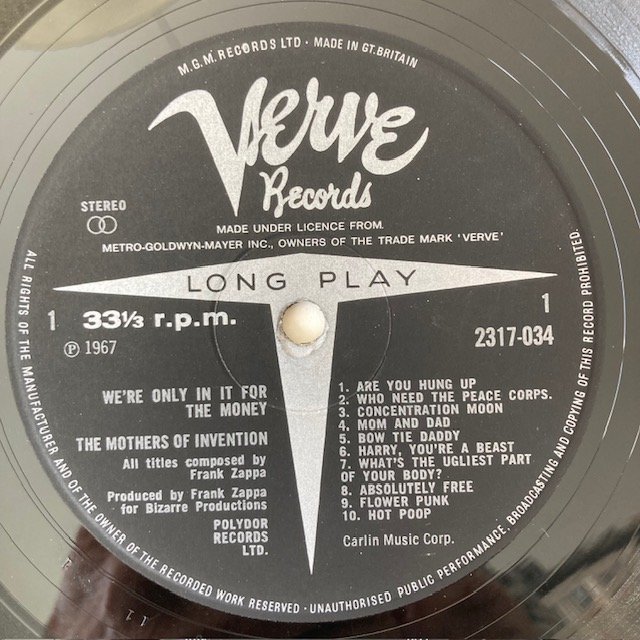 M.G.M. RECORDS LTD · MADE IN GT. BRITAIN
Verve
Records
STEREO
MADE UNDER LICENCE FROM
METRO-GOLDWYN-MAYER INC., OWNERS OF THE TRADE MARK 'VERVE'
LONG PLAY
1 33⅓ r.p.m.
Ⓟ 1967
1
2317-034
WE'RE ONLY IN IT FOR
THE MONEY
THE MOTHERS OF INVENTION
All titles composed by
Frank Zappa
Produced by Frank Zappa
for Bizarre Productions
POLYDOR
RECORDS
LTD.
1. ARE YOU HUNG UP
2. WHO NEED THE PEACE CORPS.
3. CONCENTRATION MOON
4. MOM AND DAD
5. BOW TIE DADDY
6. HARRY, YOU'RE A BEAST
7. WHAT'S THE UGLIEST PART
OF YOUR BODY?
8. ABSOLUTELY FREE
9. FLOWER PUNK
10. HOT POOP
Carlin Music Corp.
ALL RIGHTS OF THE MANUFACTURER AND OF THE OWNER OF THE RECORDED WORK RESERVED · UNAUTHORISED PUBLIC PERFORMANCE, BROADCASTING AND COPYING OF THIS RECORD PROHIBITED.